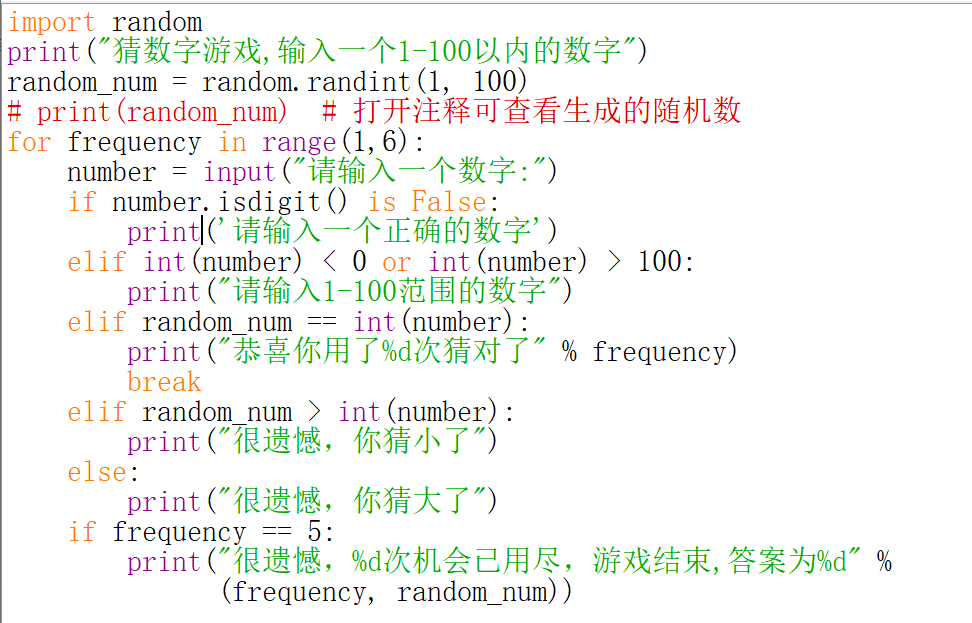 import random
print("猜数字游戏,输入一个1-100以内的数字")
random_num = random.randint(1, 100)
# print(random_num)  # 打开注释可查看生成的随机数
for frequency in range(1,6):
    number = input("请输入一个数字:")
    if number.isdigit() is False:
        print('请输入一个正确的数字')
    elif int(number) < 0 or int(number) > 100:
        print("请输入1-100范围的数字")
    elif random_num == int(number):
        print("恭喜你用了%d次猜对了" % frequency)
        break
    elif random_num > int(number):
        print("很遗憾，你猜小了")
    else:
        print("很遗憾，你猜大了")
    if frequency == 5:
        print("很遗憾，%d次机会已用尽，游戏结束,答案为%d" %
              (frequency, random_num))